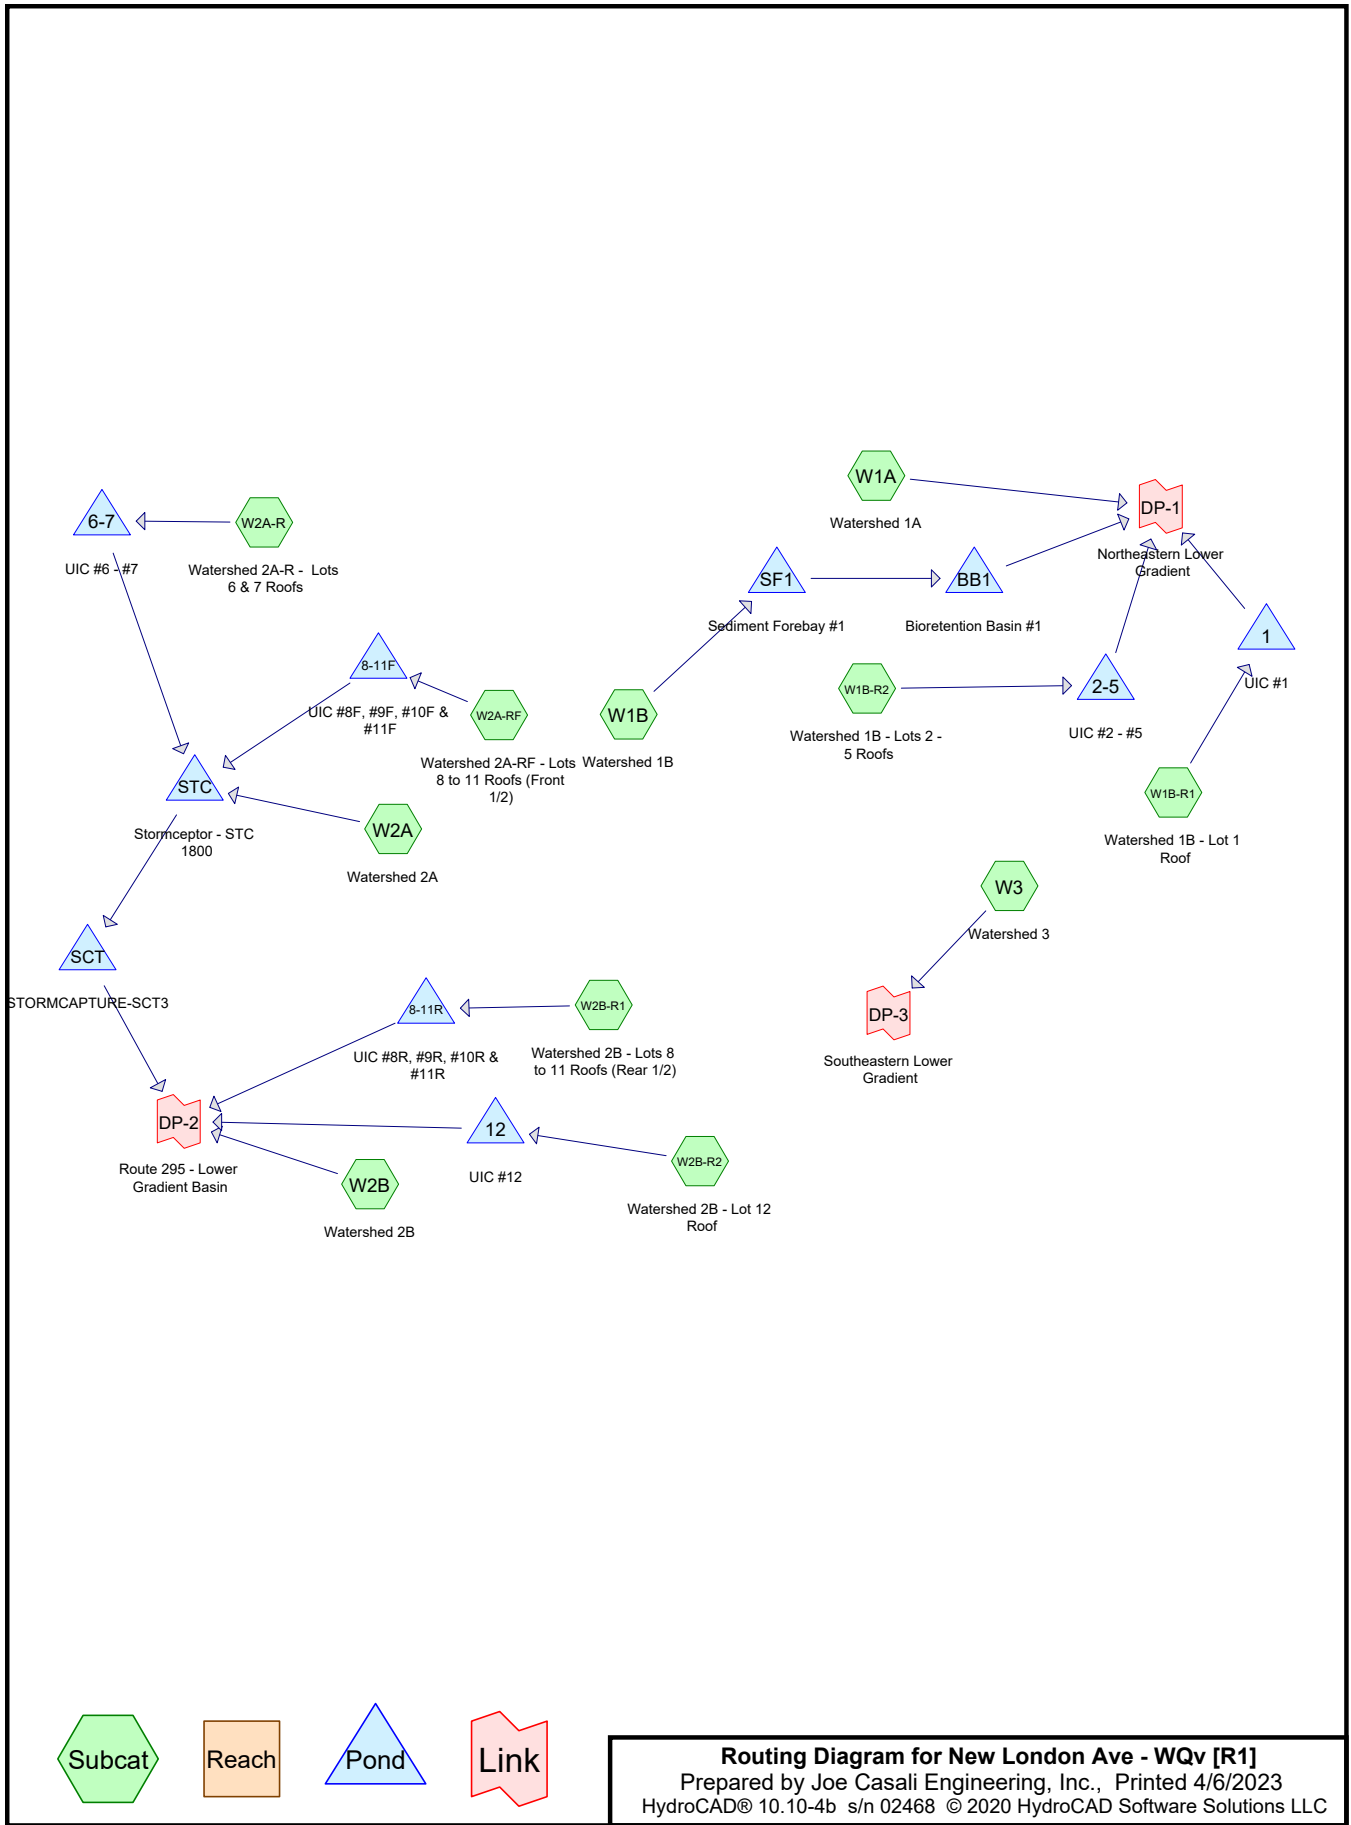 W1A
Watershed 1A
DP-1
Northeastern Lower
Gradient
6-7
UIC #6 - #7
W2A-R
Watershed 2A-R -  Lots
6 & 7 Roofs
SF1
Sediment Forebay #1
BB1
Bioretention Basin #1
1
UIC #1
8-11F
UIC #8F, #9F, #10F &
#11F
W2A-RF
Watershed 2A-RF - Lots
8 to 11 Roofs (Front
1/2)
W1B
Watershed 1B
W1B-R2
Watershed 1B - Lots 2 -
5 Roofs
2-5
UIC #2 - #5
W1B-R1
Watershed 1B - Lot 1
Roof
STC
Stormceptor - STC
1800
W2A
Watershed 2A
W3
Watershed 3
SCT
STORMCAPTURE-SCT3
8-11R
UIC #8R, #9R, #10R &
#11R
W2B-R1
Watershed 2B - Lots 8
to 11 Roofs (Rear 1/2)
DP-3
Southeastern Lower
Gradient
DP-2
Route 295 - Lower
Gradient Basin
12
UIC #12
W2B
Watershed 2B
W2B-R2
Watershed 2B - Lot 12
Roof
Subcat
Reach
Pond
Link
Routing Diagram for New London Ave - WQv [R1]
Prepared by Joe Casali Engineering, Inc.,  Printed 4/6/2023
HydroCAD® 10.10-4b  s/n 02468  © 2020 HydroCAD Software Solutions LLC